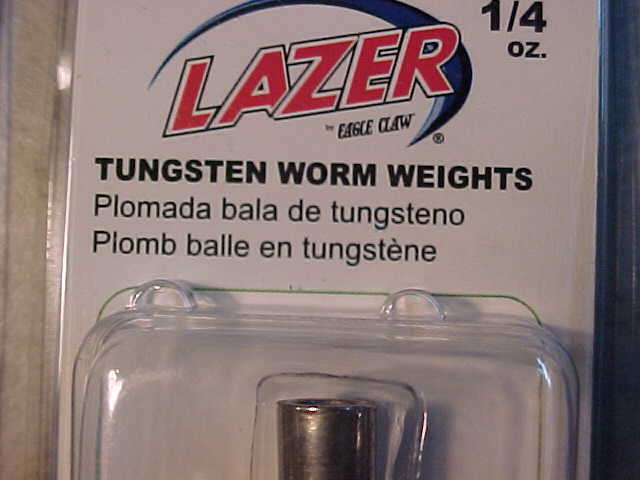 1/4
oz.
LAZER
by EAGLE CLAW ®
TUNGSTEN WORM WEIGHTS
Plomada bala de tungsteno
Plomb balle en tungstène